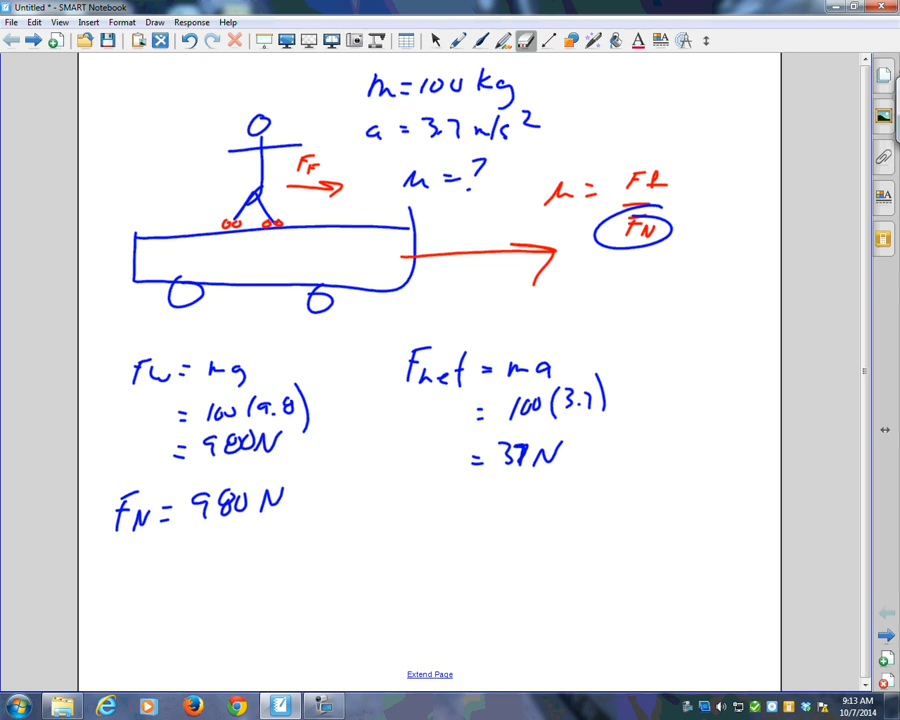 Untitled * - SMART Notebook
File Edit View Insert Format Draw Response Help
m = 100 kg
a = 3.7 m/s²
FF
μ = ?
μ = FF
FN
Fw = mg
= 100 (9.8)
= 980N
FN = 980 N
Fnet = ma
= 100 (3.7)
= 37 N
Extend Page
9:13 AM
10/7/2014